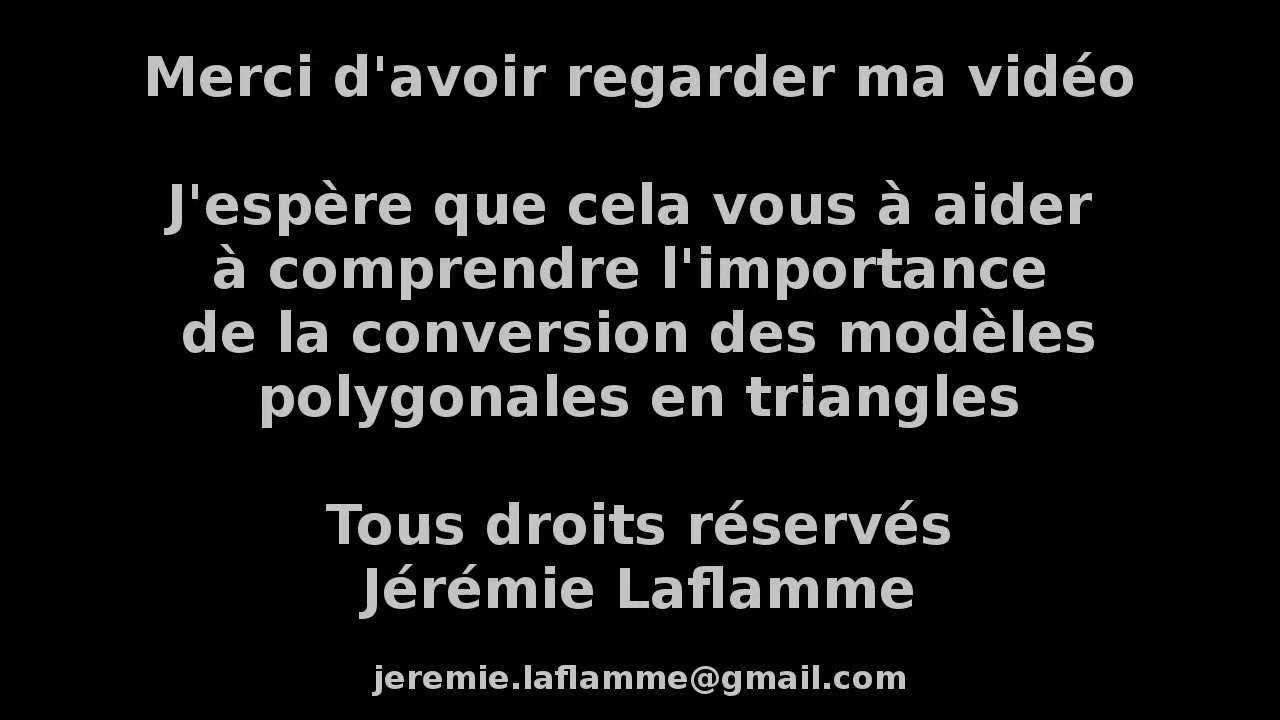 Merci d'avoir regarder ma vidéo
J'espère que cela vous à aider
à comprendre l'importance
de la conversion des modèles
polygonales en triangles
Tous droits réservés
Jérémie Laflamme
jeremie.laflamme@gmail.com